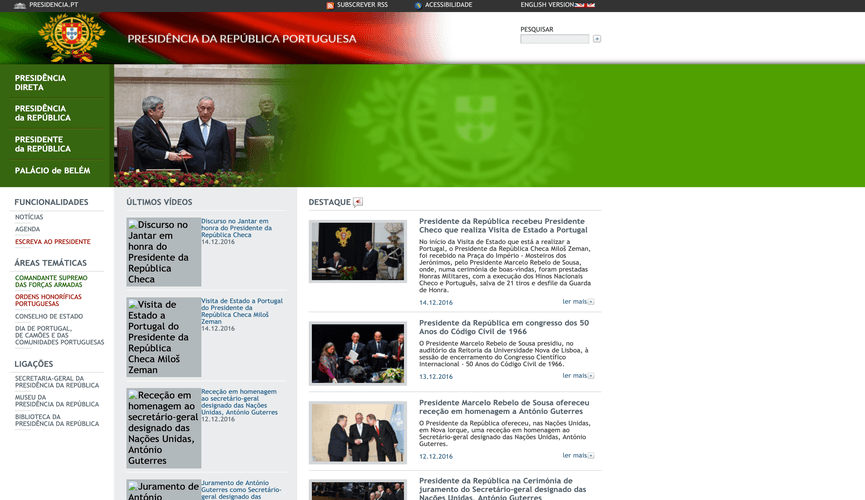 PRESIDENCIA.PT
SUBSCREVER RSS
ACESSIBILIDADE
ENGLISH VERSION
PRESIDÊNCIA DA REPÚBLICA PORTUGUESA
PESQUISAR
PRESIDÊNCIA
DIRETA
PRESIDÊNCIA
da REPÚBLICA
PRESIDENTE
da REPÚBLICA
PALÁCIO de BELÉM
FUNCIONALIDADES
NOTÍCIAS
AGENDA
ESCREVA AO PRESIDENTE
ÁREAS TEMÁTICAS
COMANDANTE SUPREMO
DAS FORÇAS ARMADAS
ORDENS HONORÍFICAS
PORTUGUESAS
CONSELHO DE ESTADO
DIA DE PORTUGAL,
DE CAMÕES E DAS
COMUNIDADES PORTUGUESAS
LIGAÇÕES
SECRETARIA-GERAL DA
PRESIDÊNCIA DA REPÚBLICA
MUSEU DA
PRESIDÊNCIA DA REPÚBLICA
BIBLIOTECA DA
PRESIDÊNCIA DA REPÚBLICA
ÚLTIMOS VÍDEOS
Discurso no
Jantar em
honra do
Presidente da
República
Checa
Discurso no Jantar em
honra do Presidente da
República Checa
14.12.2016
Visita de
Estado a
Portugal do
Presidente da
República
Checa Miloš
Zeman
Visita de Estado a Portugal
do Presidente da
República Checa Miloš
Zeman
14.12.2016
Receção em
homenagem ao
secretário-geral
designado das
Nações Unidas,
António
Guterres
Receção em homenagem
ao secretário-geral
designado das Nações
Unidas, António Guterres
12.12.2016
Juramento de
António
Juramento de António
Guterres como Secretário-
geral designado das
DESTAQUE
Presidente da República recebeu Presidente
Checo que realiza Visita de Estado a Portugal
No início da Visita de Estado que está a realizar a
Portugal, o Presidente da República Checa Miloš Zeman,
foi recebido na Praça do Império - Mosteiros dos
Jerónimos, pelo Presidente Marcelo Rebelo de Sousa,
onde, numa cerimónia de boas-vindas, foram prestadas
Honras Militares, com a execução dos Hinos Nacionais
Checo e Português, salva de 21 tiros e desfile da Guarda
de Honra.
14.12.2016
ler mais
Presidente da República em congresso dos 50
Anos do Código Civil de 1966
O Presidente Marcelo Rebelo de Sousa presidiu, no
auditório da Reitoria da Universidade Nova de Lisboa, à
sessão de encerramento do Congresso Científico
Internacional - 50 Anos do Código Civil de 1966.
13.12.2016
ler mais
Presidente Marcelo Rebelo de Sousa ofereceu
receção em homenagem a António Guterres
O Presidente da República ofereceu, nas Nações Unidas,
em Nova Iorque, uma receção em homenagem ao
Secretário-geral designado das Nações Unidas, António
Guterres.
12.12.2016
ler mais
Presidente da República na Cerimónia de
juramento do Secretário-geral designado das
Nações Unidas, António Guterres